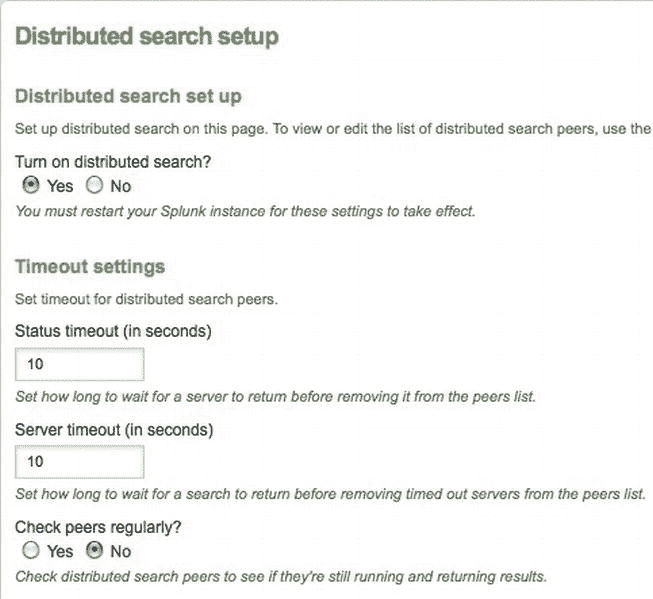 Distributed search setup
Distributed search set up
Set up distributed search on this page. To view or edit the list of distributed search peers, use the
Turn on distributed search?
Yes No
You must restart your Splunk instance for these settings to take effect.
Timeout settings
Set timeout for distributed search peers.
Status timeout (in seconds)
10
Set how long to wait for a server to return before removing it from the peers list.
Server timeout (in seconds)
10
Set how long to wait for a search to return before removing timed out servers from the peers list.
Check peers regularly?
Yes No
Check distributed search peers to see if they're still running and returning results.